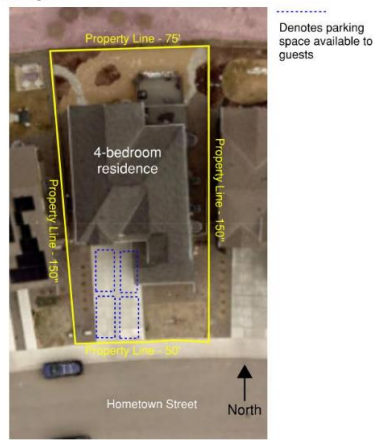 Property Line - 75'
Denotes parking
space available to
guests
4-bedroom
residence
Property Line - 150"
Property Line - 150"
Property Line - 50'
Hometown Street
North